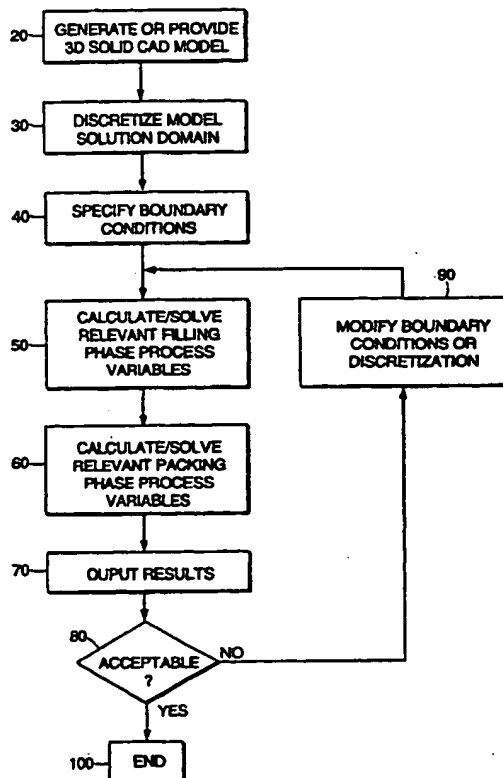 20
GENERATE OR PROVIDE
3D SOLID CAD MODEL
30
DISCRETIZE MODEL
SOLUTION DOMAIN
40
SPECIFY BOUNDARY
CONDITIONS
90
MODIFY BOUNDARY
CONDITIONS OR
DISCRETIZATION
50
CALCULATE/SOLVE
RELEVANT FILLING
PHASE PROCESS
VARIABLES
60
CALCULATE/SOLVE
RELEVANT PACKING
PHASE PROCESS
VARIABLES
70
OUPUT RESULTS
80
ACCEPTABLE
?
NO
YES
100
END